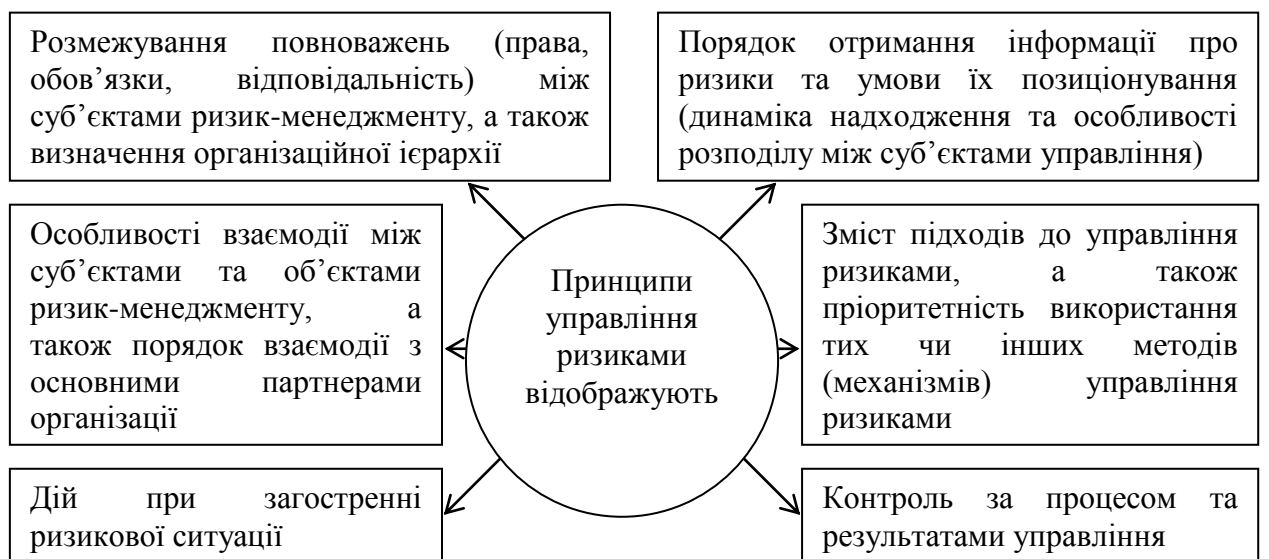 Розмежування повноважень (права,
обов’язки, відповідальність) між
суб’єктами ризик-менеджменту, а також
визначення організаційної ієрархії
Порядок отримання інформації про
ризики та умови їх позиціонування
(динаміка надходження та особливості
розподілу між суб’єктами управління)
Особливості взаємодії між
суб’єктами та об’єктами
ризик-менеджменту, а
також порядок взаємодії з
основними партнерами
організації
Принципи
управління
ризиками
відображують
Зміст підходів до управління
ризиками, а також
пріоритетність використання
тих чи інших методів
(механізмів) управління
ризиками
Дій при загостренні
ризикової ситуації
Контроль за процесом та
результатами управління